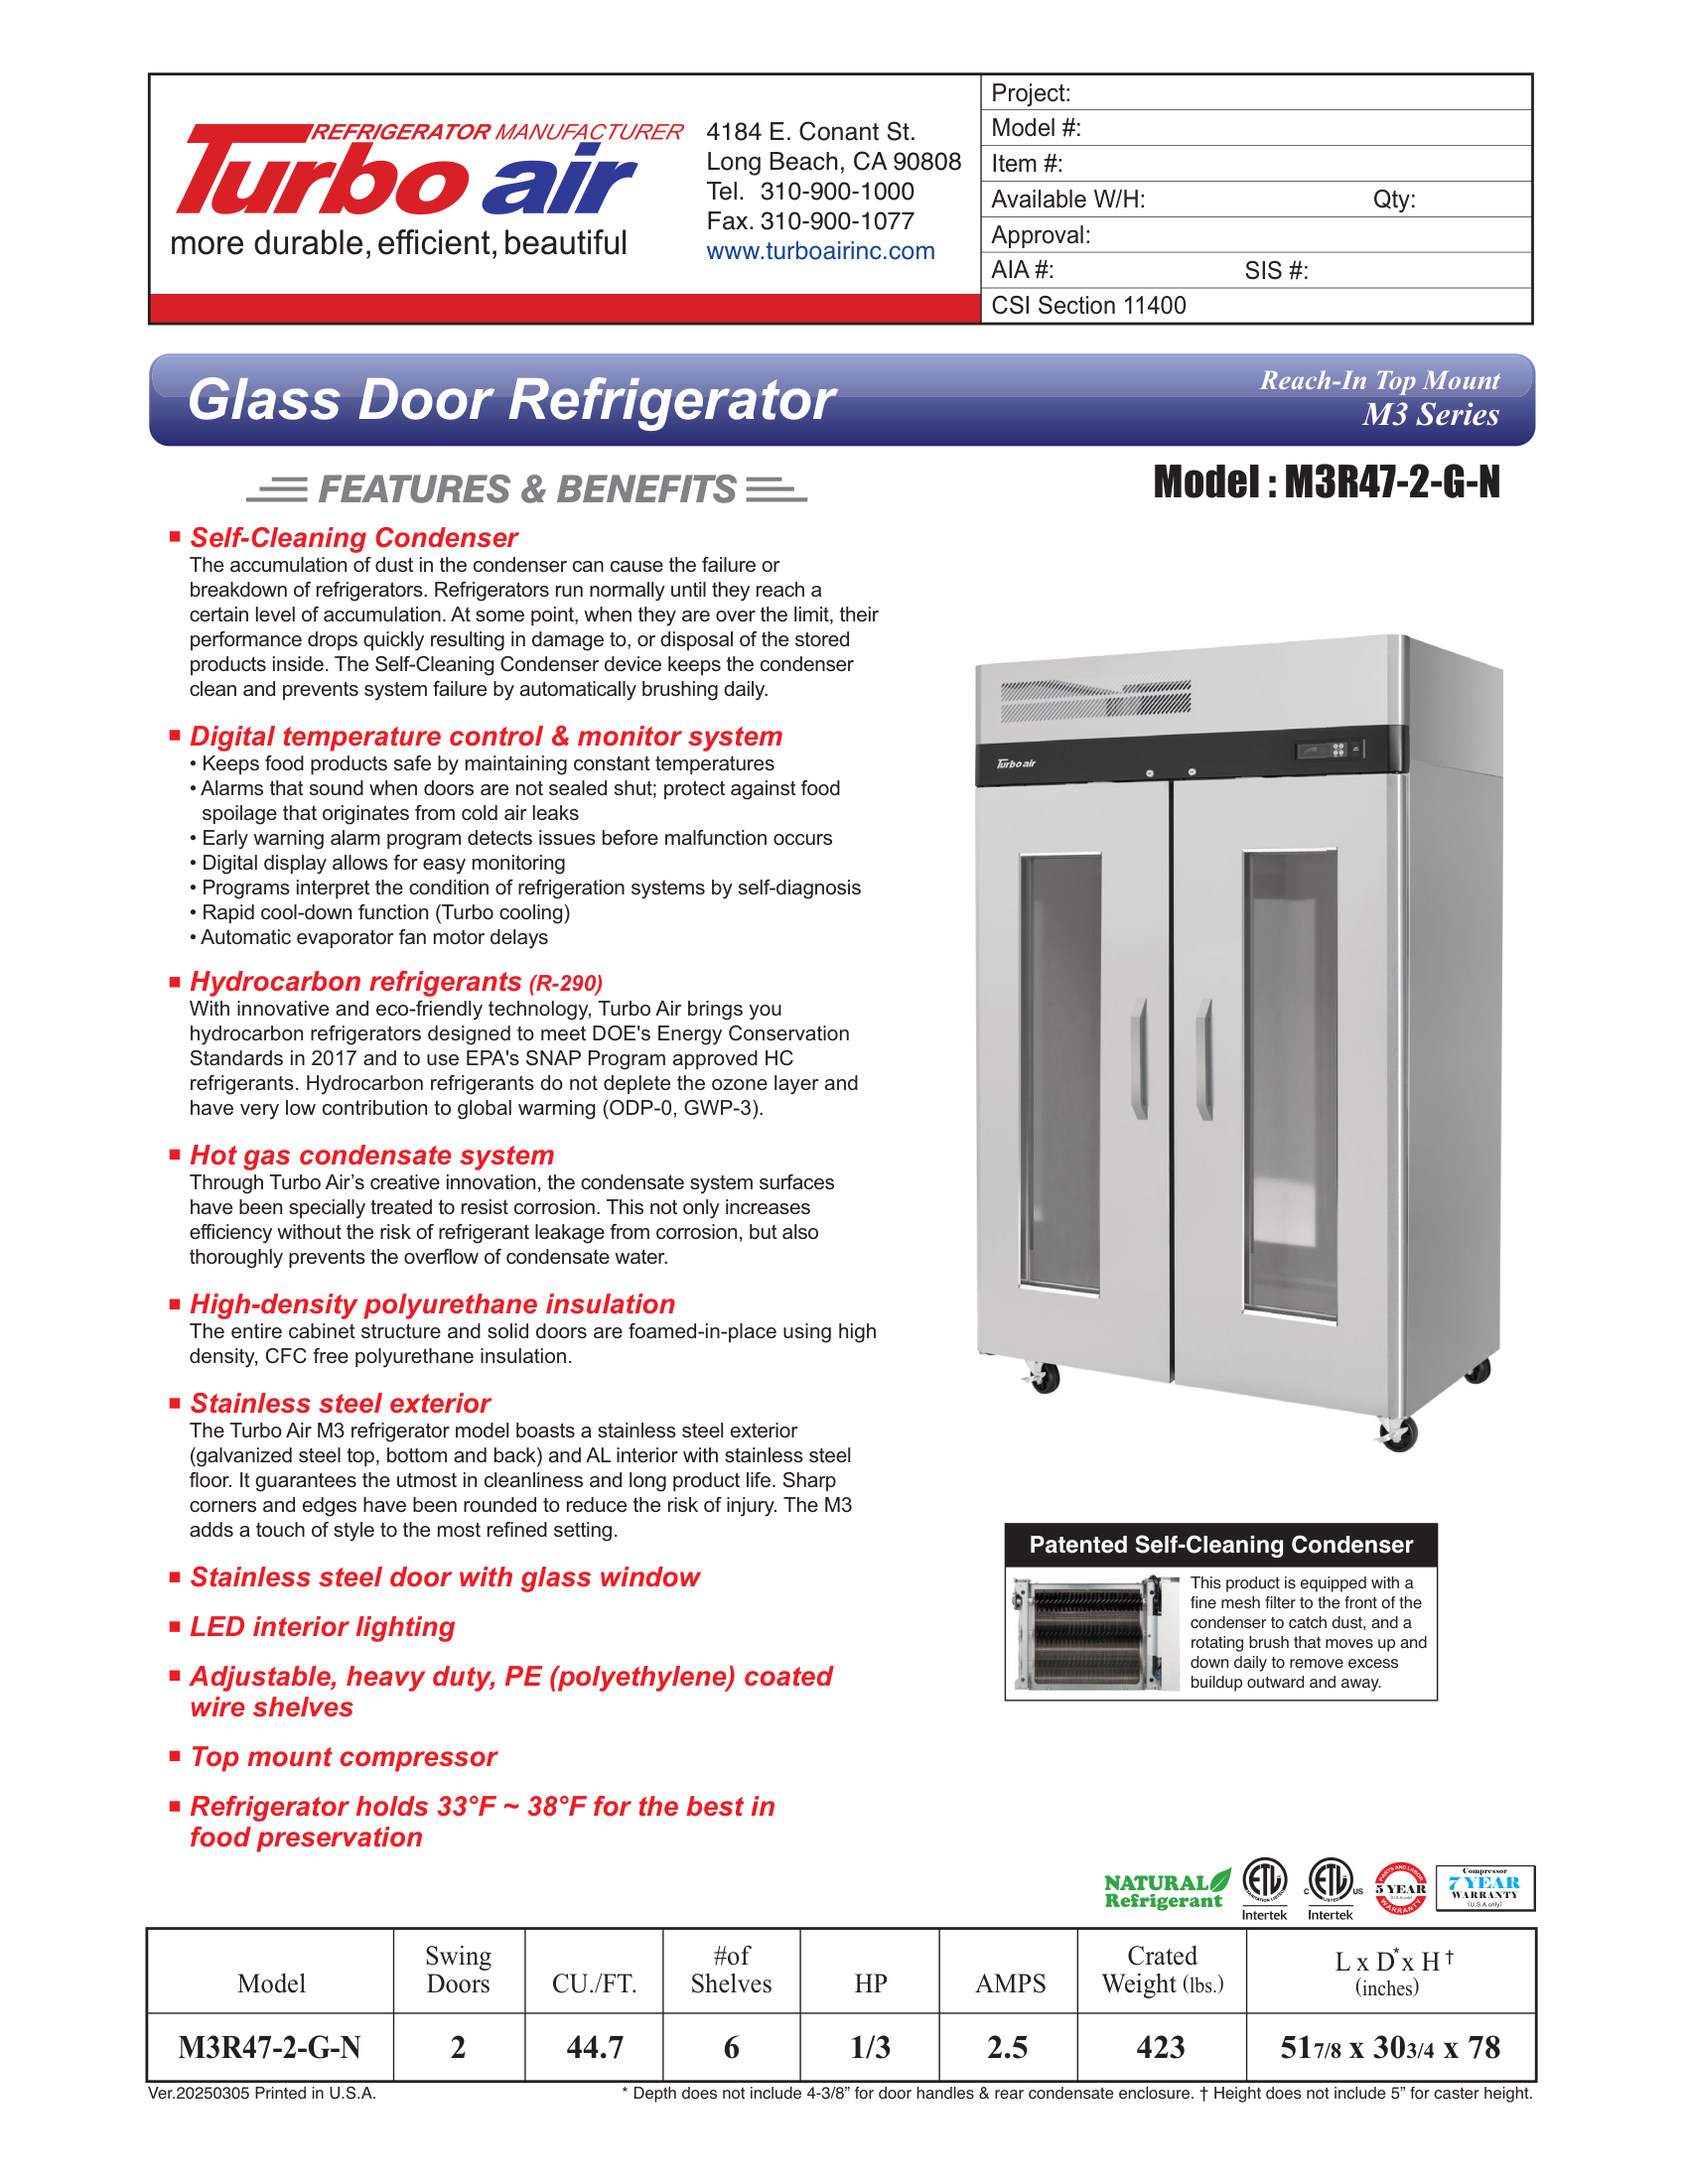 REFRIGERATOR MANUFACTURER
Turbo air
more durable, efficient, beautiful
4184 E. Conant St.
Long Beach, CA 90808
Tel. 310-900-1000
Fax. 310-900-1077
www.turboairinc.com
Project:
Model #:
Item #:
Available W/H: Qty:
Approval:
AIA #: SIS #:
CSI Section 11400
Glass Door Refrigerator
Reach-In Top Mount
M3 Series
FEATURES & BENEFITS
Model : M3R47-2-G-N
Self-Cleaning Condenser
The accumulation of dust in the condenser can cause the failure or
breakdown of refrigerators. Refrigerators run normally until they reach a
certain level of accumulation. At some point, when they are over the limit, their
performance drops quickly resulting in damage to, or disposal of the stored
products inside. The Self-Cleaning Condenser device keeps the condenser
clean and prevents system failure by automatically brushing daily.
Digital temperature control & monitor system
• Keeps food products safe by maintaining constant temperatures
• Alarms that sound when doors are not sealed shut; protect against food
spoilage that originates from cold air leaks
• Early warning alarm program detects issues before malfunction occurs
• Digital display allows for easy monitoring
• Programs interpret the condition of refrigeration systems by self-diagnosis
• Rapid cool-down function (Turbo cooling)
• Automatic evaporator fan motor delays
Hydrocarbon refrigerants (R-290)
With innovative and eco-friendly technology, Turbo Air brings you
hydrocarbon refrigerators designed to meet DOE's Energy Conservation
Standards in 2017 and to use EPA's SNAP Program approved HC
refrigerants. Hydrocarbon refrigerants do not deplete the ozone layer and
have very low contribution to global warming (ODP-0, GWP-3).
Hot gas condensate system
Through Turbo Air's creative innovation, the condensate system surfaces
have been specially treated to resist corrosion. This not only increases
efficiency without the risk of refrigerant leakage from corrosion, but also
thoroughly prevents the overflow of condensate water.
High-density polyurethane insulation
The entire cabinet structure and solid doors are foamed-in-place using high
density, CFC free polyurethane insulation.
Stainless steel exterior
The Turbo Air M3 refrigerator model boasts a stainless steel exterior
(galvanized steel top, bottom and back) and AL interior with stainless steel
floor. It guarantees the utmost in cleanliness and long product life. Sharp
corners and edges have been rounded to reduce the risk of injury. The M3
adds a touch of style to the most refined setting.
Stainless steel door with glass window
LED interior lighting
Adjustable, heavy duty, PE (polyethylene) coated
wire shelves
Top mount compressor
Refrigerator holds 33°F ~ 38°F for the best in
food preservation
Turbo air
Patented Self-Cleaning Condenser
This product is equipped with a
fine mesh filter to the front of the
condenser to catch dust, and a
rotating brush that moves up and
down daily to remove excess
buildup outward and away.
NATURAL
Refrigerant
ETL
SANITATION LISTED
Intertek
C ETL US
LISTED
Intertek
PARTS AND LABOR
5 YEAR
(U.S.A only)
WARRANTY
Compressor
7 YEAR
WARRANTY
(U.S.A only)
Model Swing Doors CU./FT. #of Shelves HP AMPS Crated Weight (lbs.) L x D* x H† (inches)
M3R47-2-G-N 2 44.7 6 1/3 2.5 423 51 7/8 x 30 3/4 x 78
Ver.20250305 Printed in U.S.A.
* Depth does not include 4-3/8" for door handles & rear condensate enclosure. † Height does not include 5" for caster height.